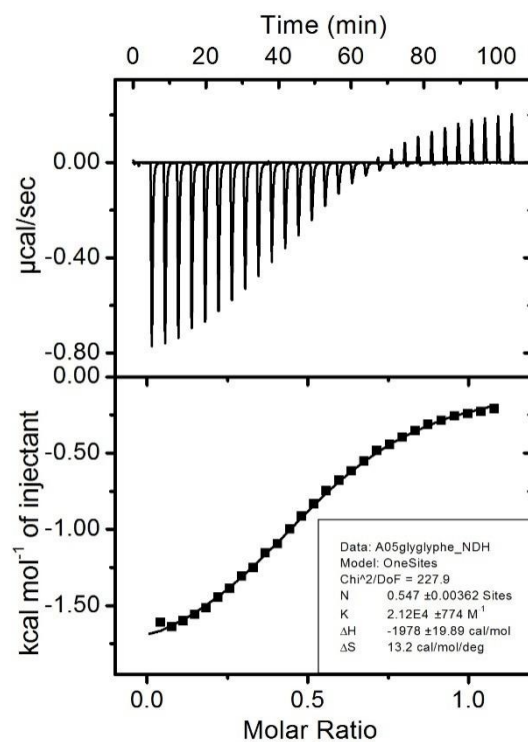 Time (min)
0 20 40 60 80 100
0.00
-0.40
-0.80
µcal/sec
0.00
-0.50
-1.00
-1.50
kcal mol⁻¹ of injectant
Data: A05glyglyphe_NDH
Model: OneSites
Chi^2/DoF = 227.9
N 0.547 ±0.00362 Sites
K 2.12E4 ±774 M⁻¹
ΔH -1978 ±19.89 cal/mol
ΔS 13.2 cal/mol/deg
0.0 0.5 1.0
Molar Ratio